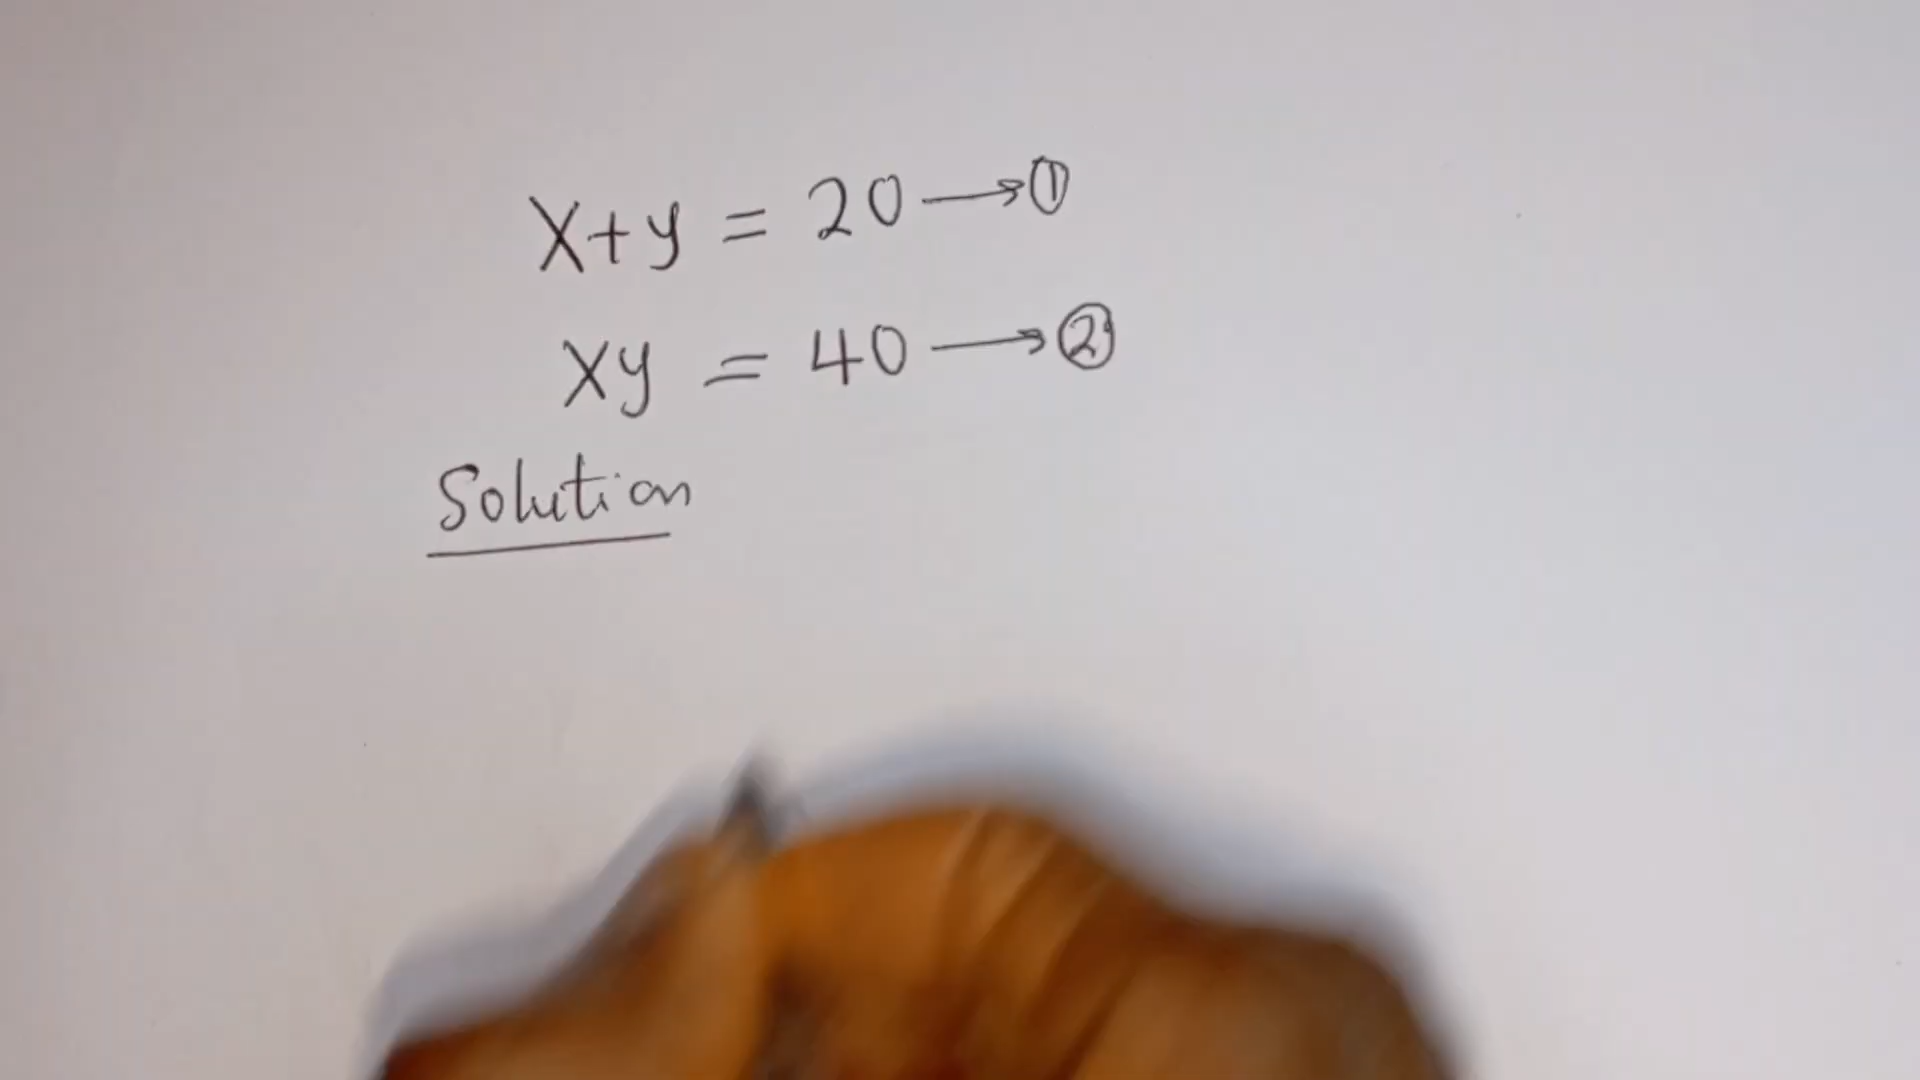 x+y = 20 → ①
xy = 40 → ②
Solution